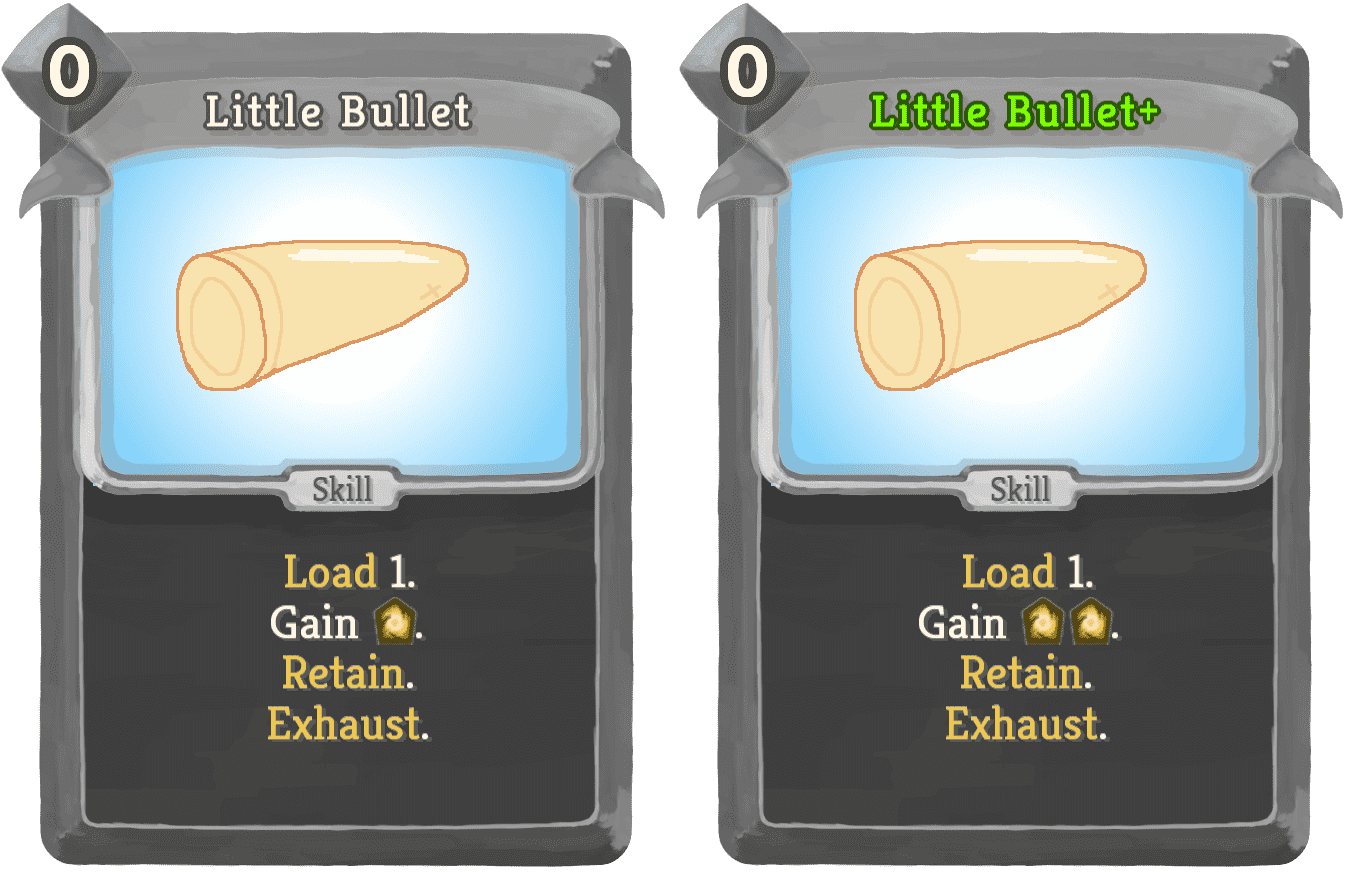 0
Little Bullet
Skill
Load 1.
Gain .
Retain.
Exhaust.
0
Little Bullet+
Skill
Load 1.
Gain .
Retain.
Exhaust.